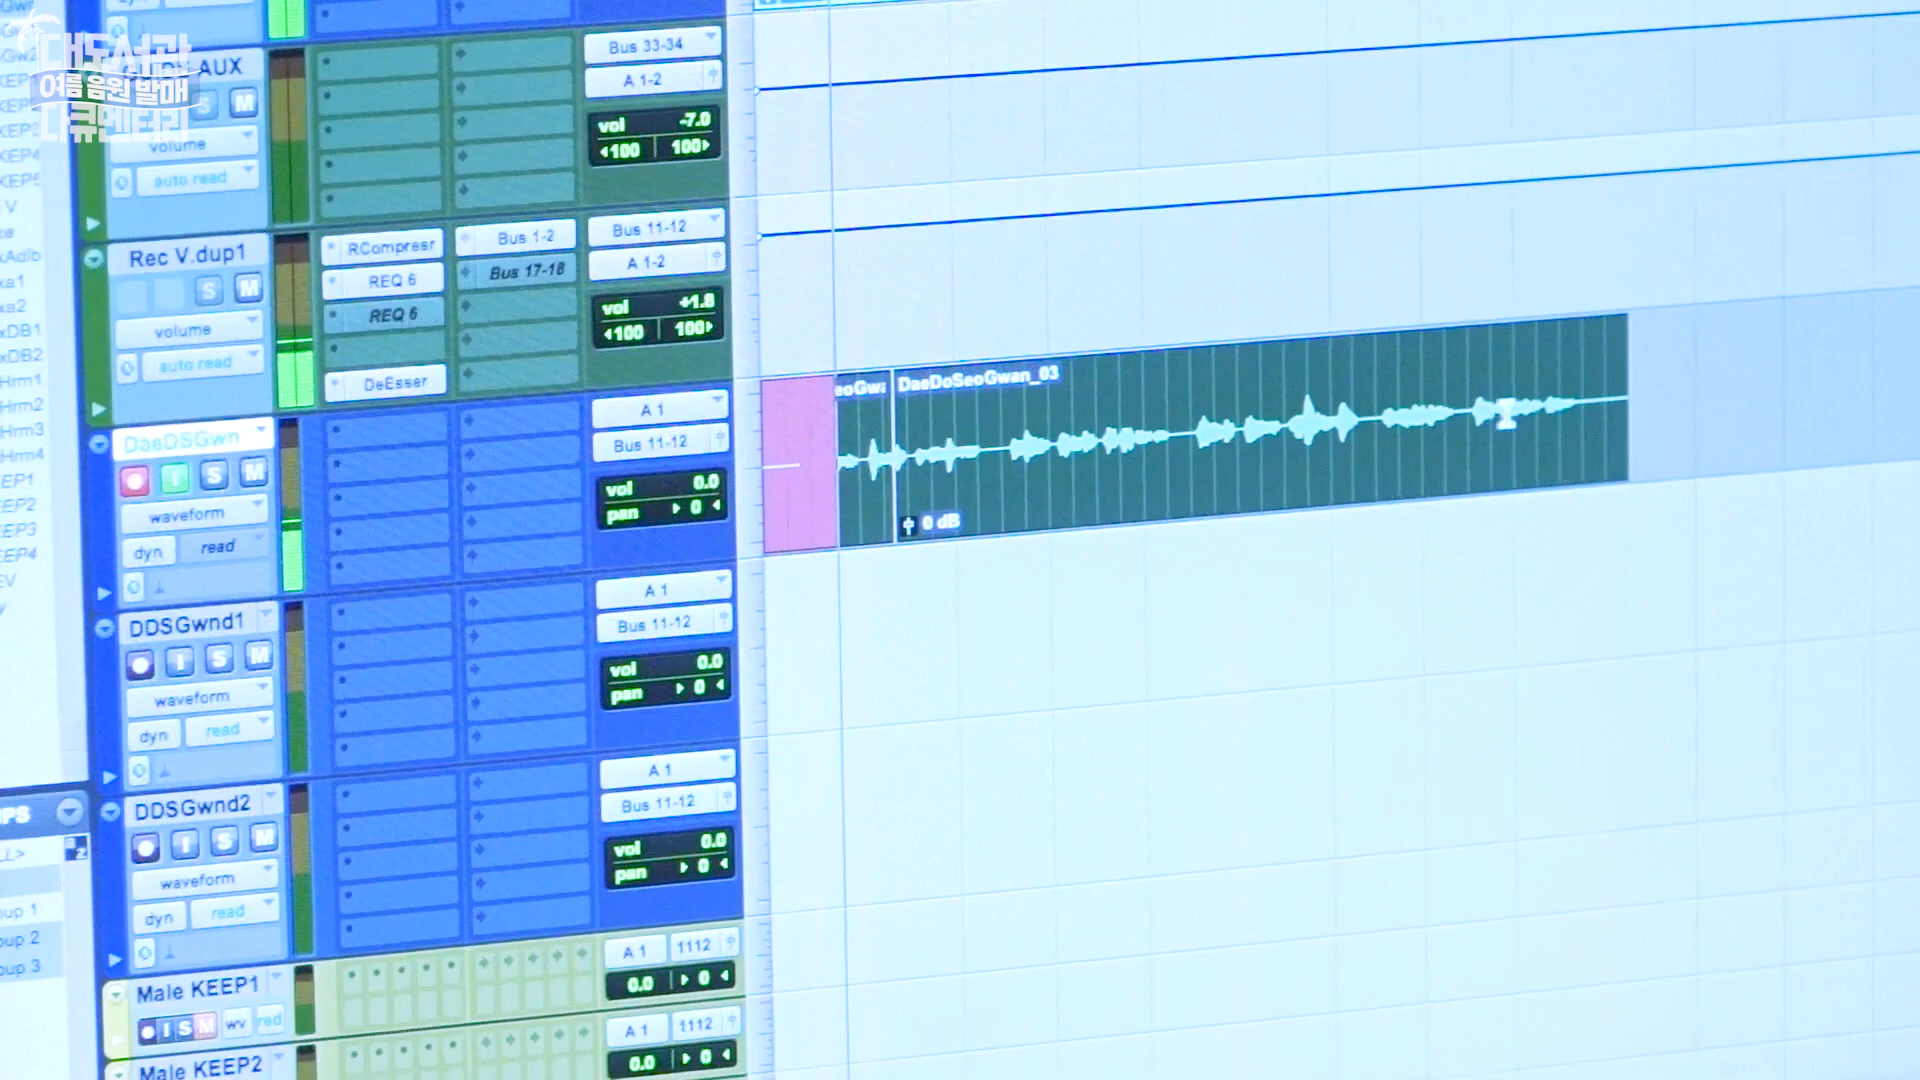 대도서관
여름 음원 발매
다큐멘터리
AUX
S M
volume
auto read
Bus 33-34
A 1-2
vol -7.0
100 100
Rec V.dup1
S M
volume
auto read
RCompresr
REQ 6
REQ 6
DeEsser
Bus 1-2
Bus 17-18
Bus 11-12
A 1-2
vol +1.8
100 100
DaeDSGwn
I S M
waveform
dyn read
A 1
Bus 11-12
vol 0.0
pan 0
DaeDoSeoGwan_03
0 dB
DDSGwnd1
I S M
waveform
dyn read
A 1
Bus 11-12
vol 0.0
pan 0
DDSGwnd2
I S M
waveform
dyn read
A 1
Bus 11-12
vol 0.0
pan 0
Male KEEP1
I S M wv red
A 1 1112
0.0 0
Male KEEP2
A 1 1112
0.0 0